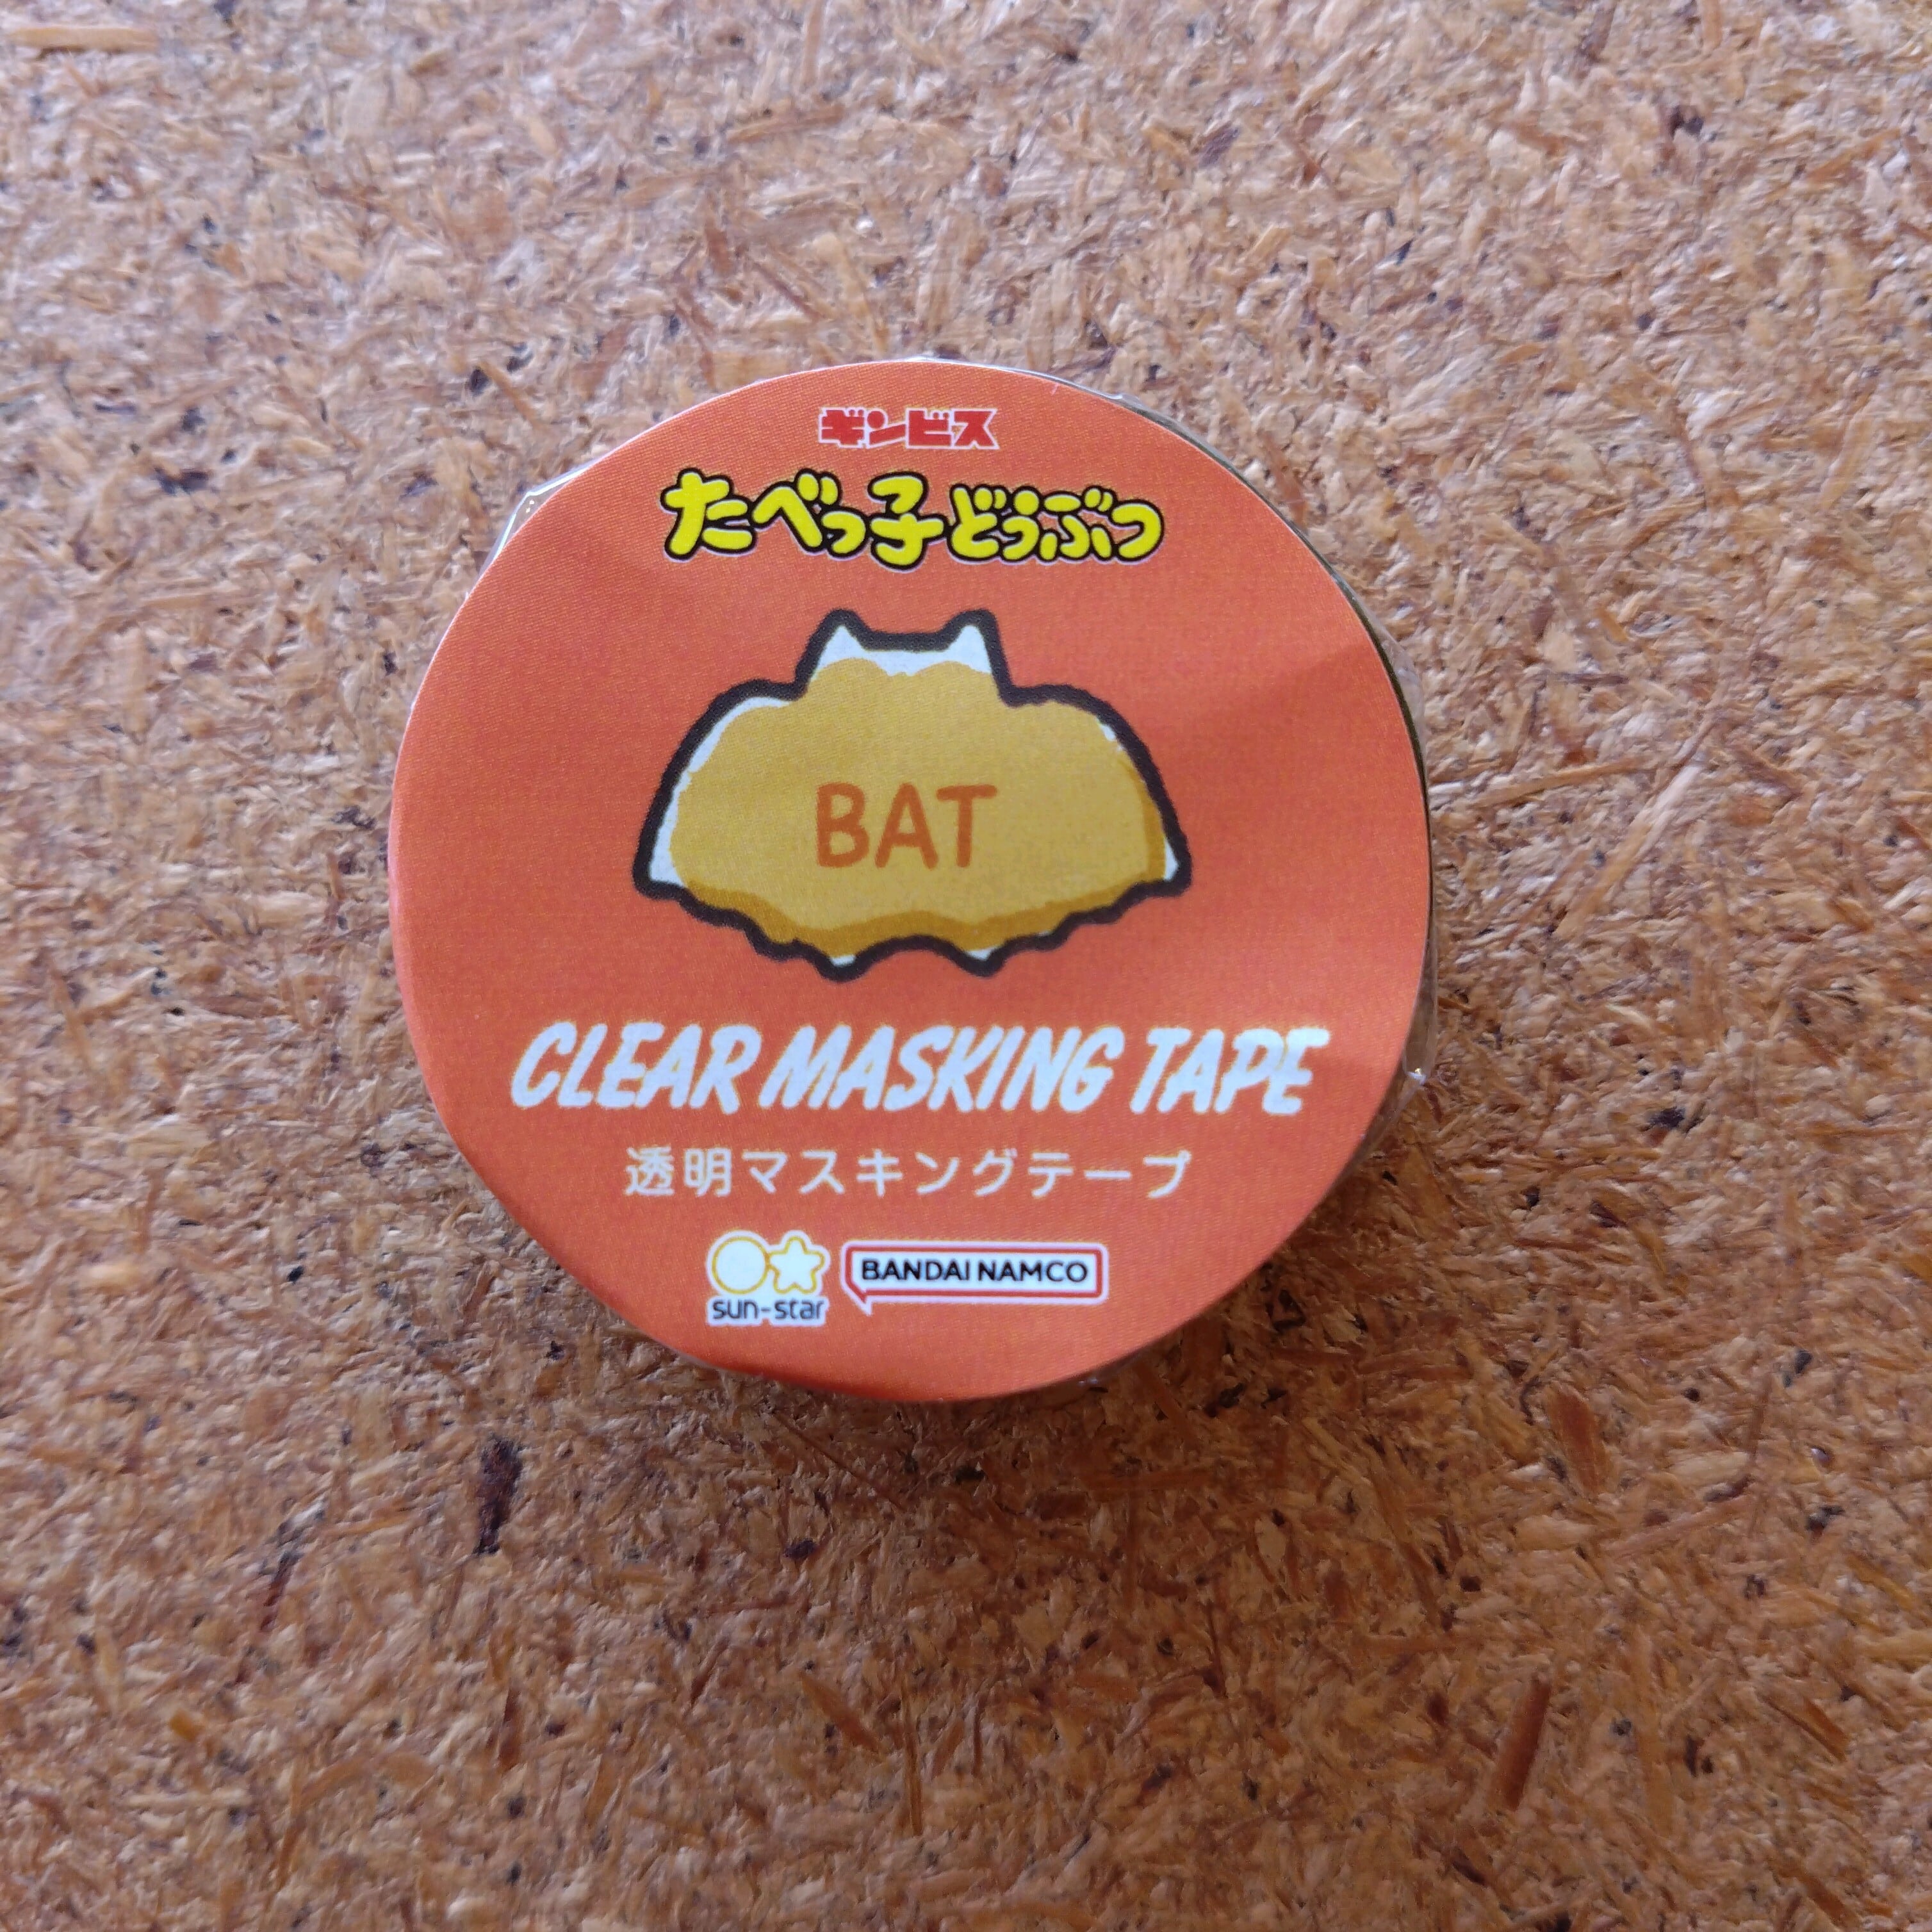 ギンビス
たべっ子どうぶつ
BAT
CLEAR MASKING TAPE
透明マスキングテープ
sun-star BANDAI NAMCO